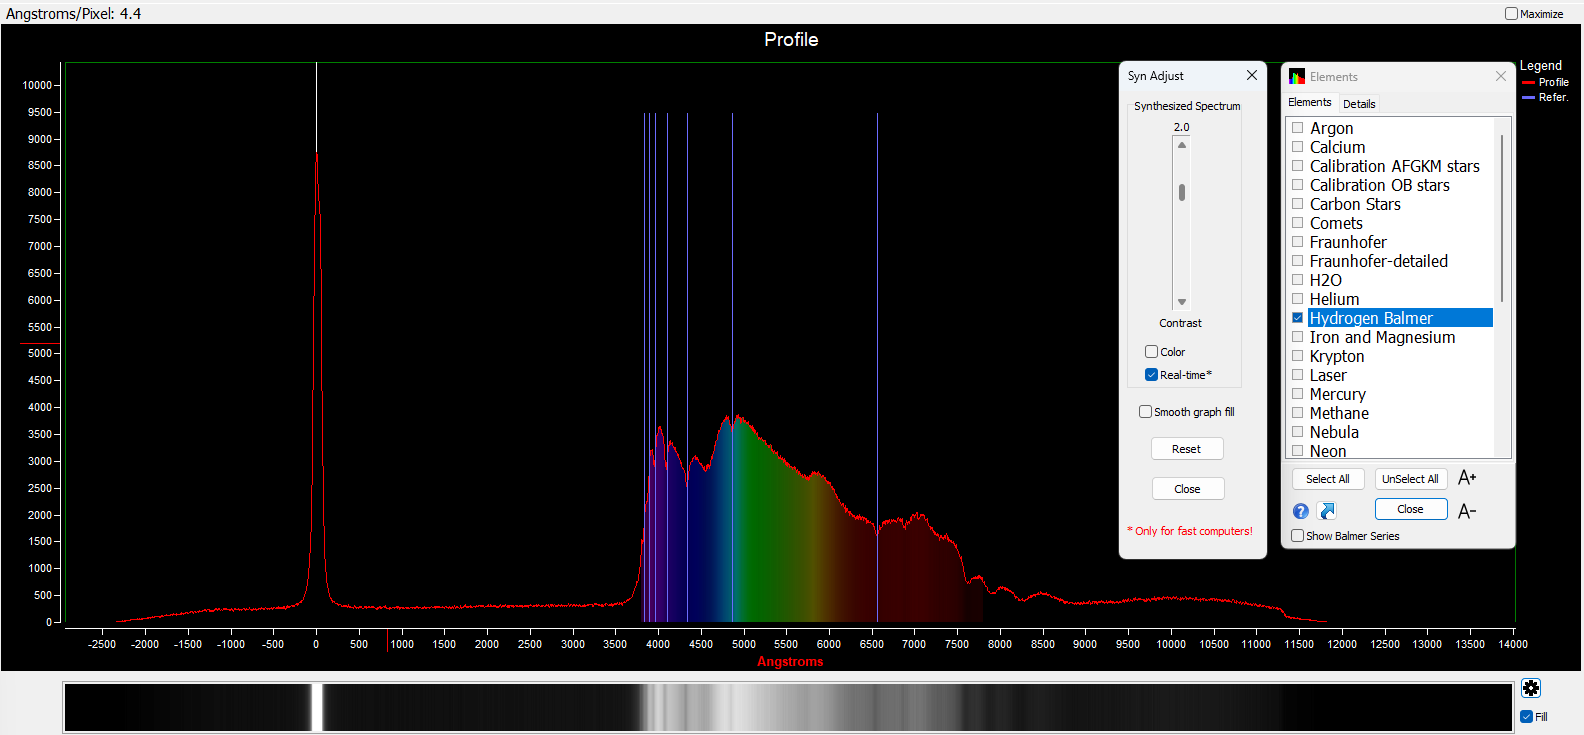 Angstroms/Pixel: 4.4
Maximize
Profile
Legend
Profile
Refer.
10000
9500
9000
8500
8000
7500
7000
6500
6000
5500
5000
4500
4000
3500
3000
2500
2000
1500
1000
500
0
-2500 -2000 -1500 -1000 -500 0 500 1000 1500 2000 2500 3000 3500 4000 4500 5000 5500 6000 6500 7000 7500 8000 8500 9000 9500 10000 10500 11000 11500 12000 12500 13000 13500 14000
Angstroms
Syn Adjust
Synthesized Spectrum
2.0
Contrast
Color
Real-time*
Smooth graph fill
Reset
Close
* Only for fast computers!
Elements
Elements Details
Argon
Calcium
Calibration AFGKM stars
Calibration OB stars
Carbon Stars
Comets
Fraunhofer
Fraunhofer-detailed
H2O
Helium
Hydrogen Balmer
Iron and Magnesium
Krypton
Laser
Mercury
Methane
Nebula
Neon
Select All UnSelect All A+
? Close A-
Show Balmer Series
Fill